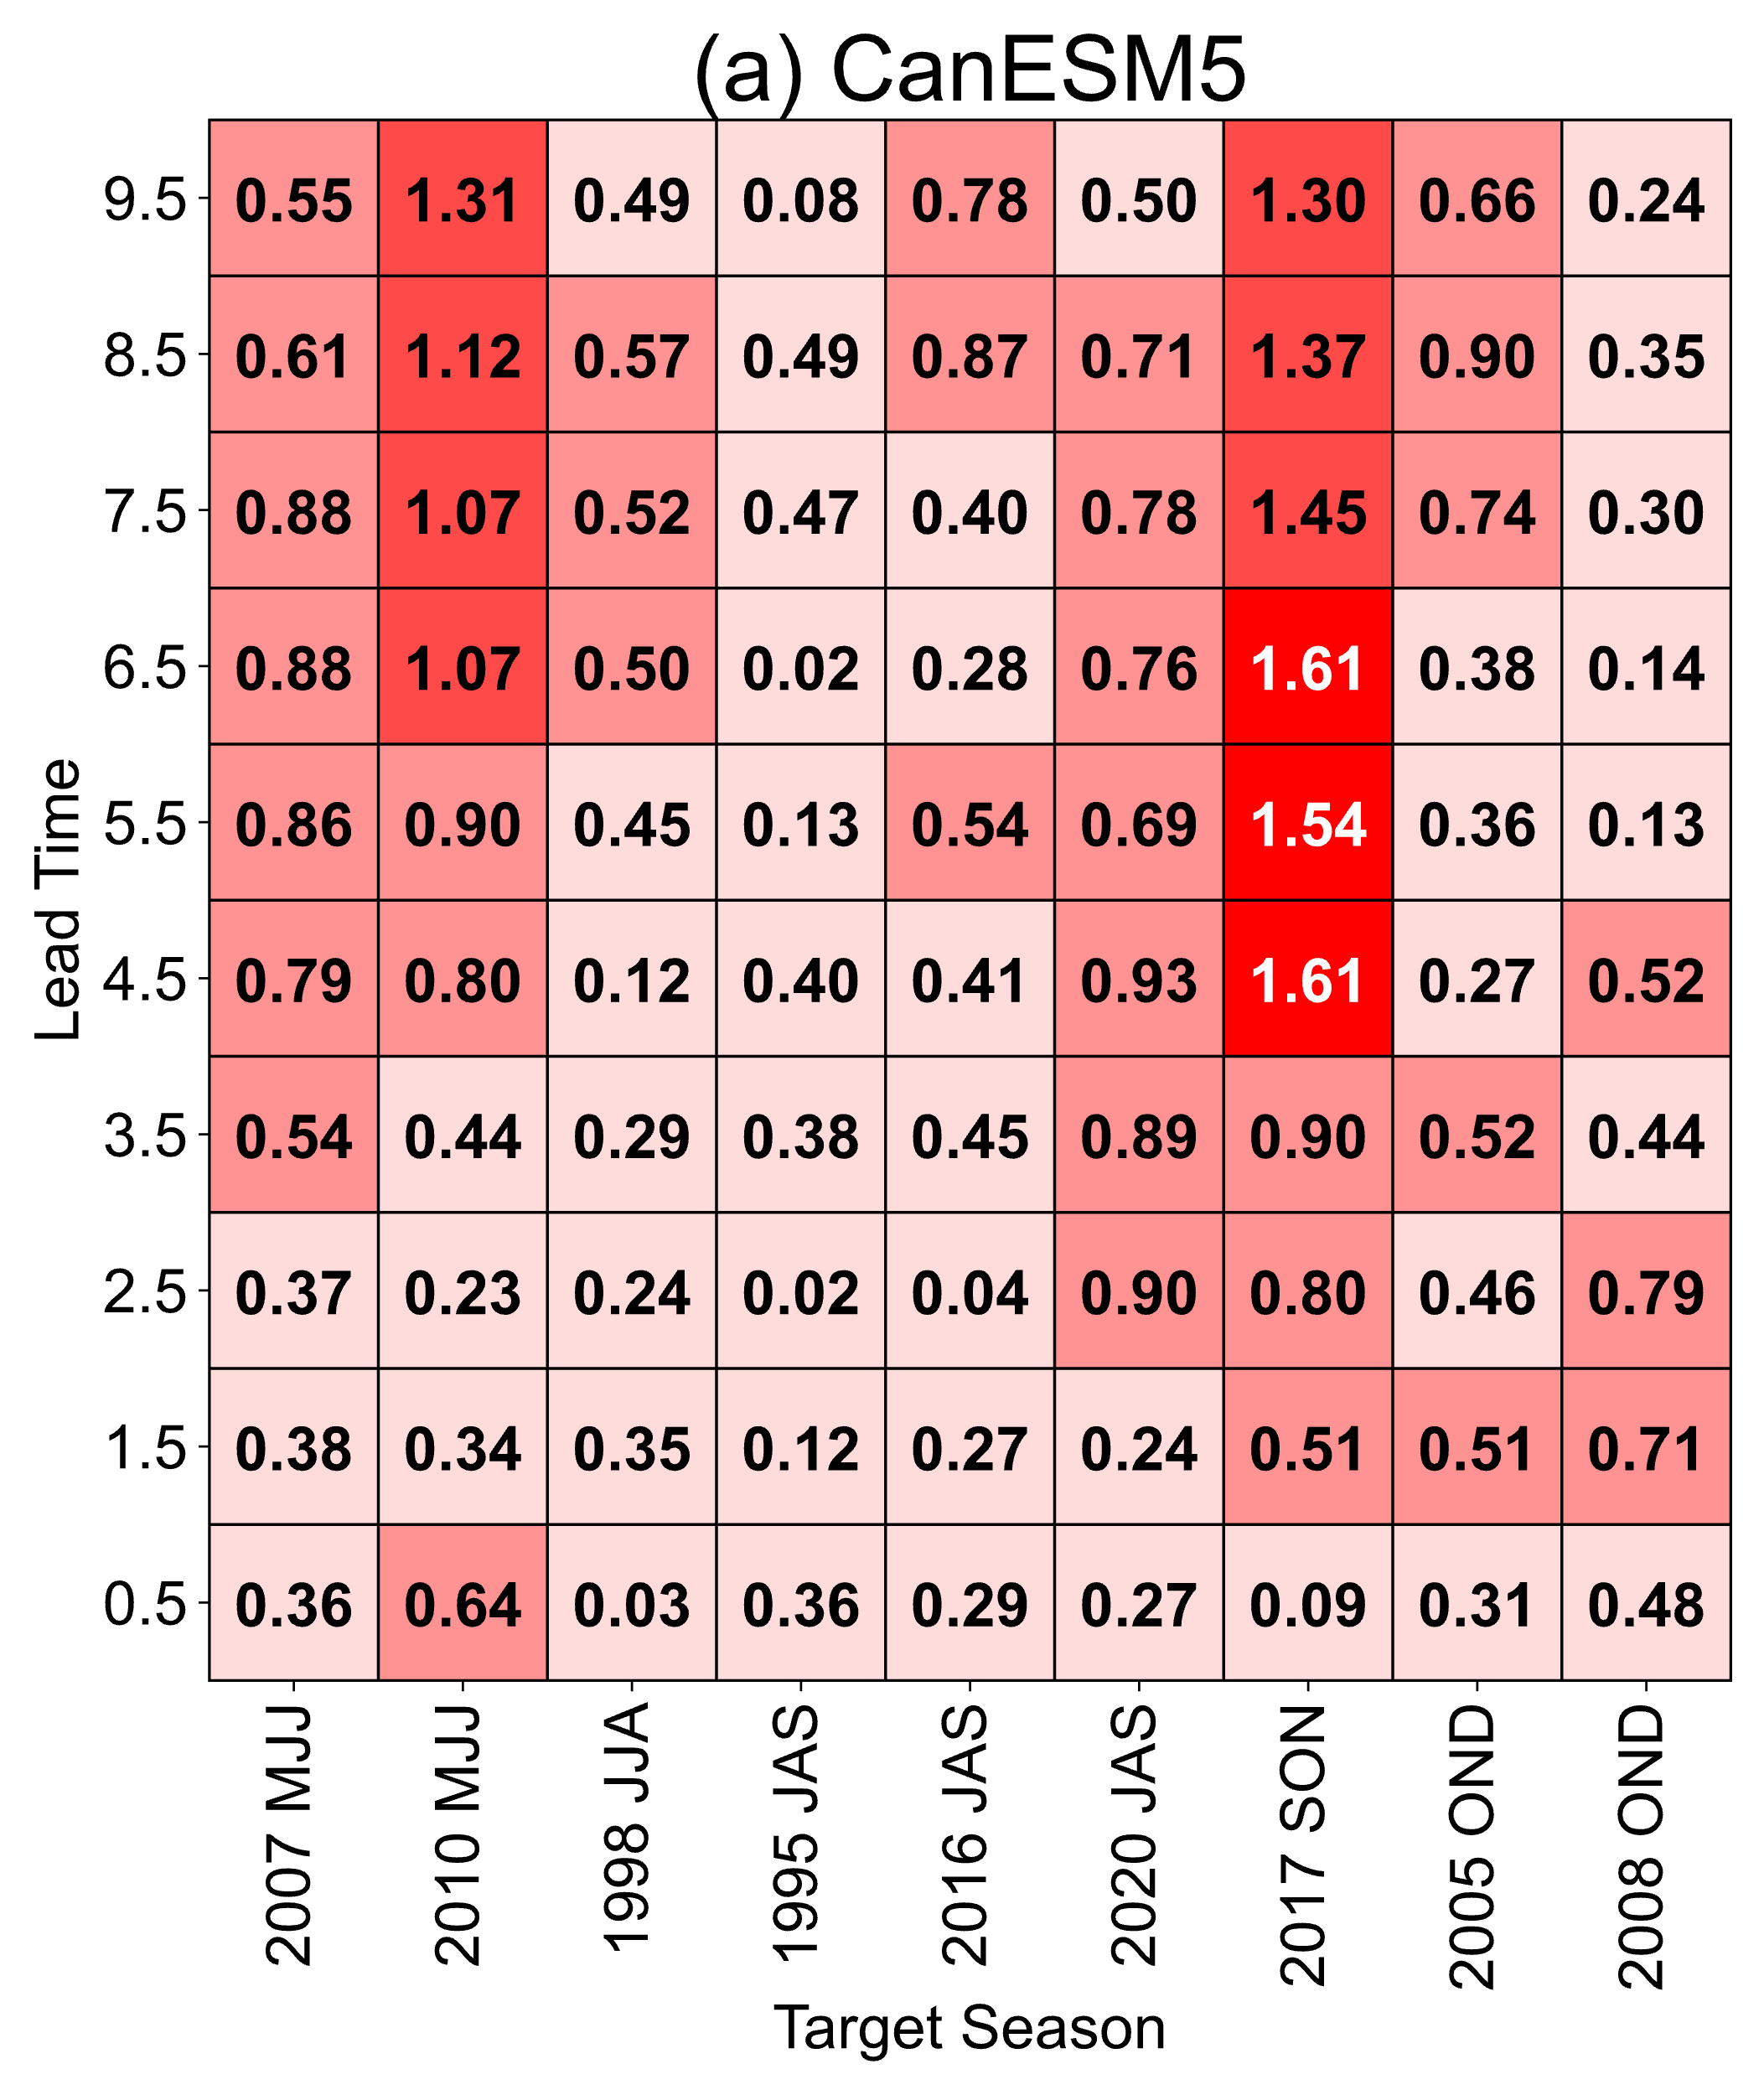 (a) CanESM5
9.5 0.55 1.31 0.49 0.08 0.78 0.50 1.30 0.66 0.24
8.5 0.61 1.12 0.57 0.49 0.87 0.71 1.37 0.90 0.35
7.5 0.88 1.07 0.52 0.47 0.40 0.78 1.45 0.74 0.30
6.5 0.88 1.07 0.50 0.02 0.28 0.76 1.61 0.38 0.14
5.5 0.86 0.90 0.45 0.13 0.54 0.69 1.54 0.36 0.13
4.5 0.79 0.80 0.12 0.40 0.41 0.93 1.61 0.27 0.52
3.5 0.54 0.44 0.29 0.38 0.45 0.89 0.90 0.52 0.44
2.5 0.37 0.23 0.24 0.02 0.04 0.90 0.80 0.46 0.79
1.5 0.38 0.34 0.35 0.12 0.27 0.24 0.51 0.51 0.71
0.5 0.36 0.64 0.03 0.36 0.29 0.27 0.09 0.31 0.48
Lead Time
2007 MJJ
2010 MJJ
1998 JJA
1995 JAS
2016 JAS
2020 JAS
2017 SON
2005 OND
2008 OND
Target Season